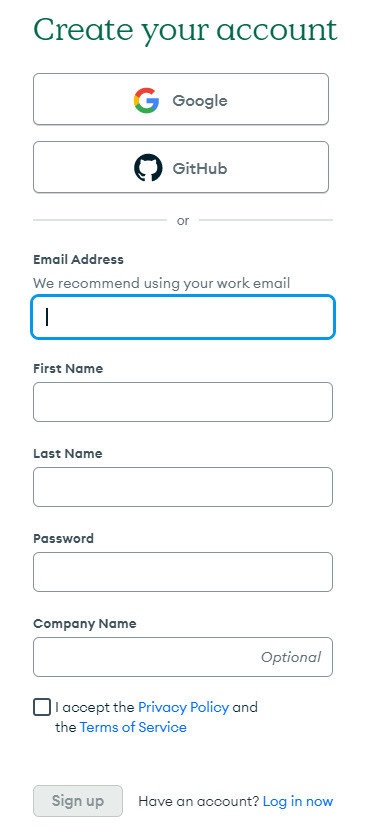 Create your account
Google
GitHub
or
Email Address
We recommend using your work email
First Name
Last Name
Password
Company Name
Optional
I accept the Privacy Policy and
the Terms of Service
Sign up Have an account? Log in now